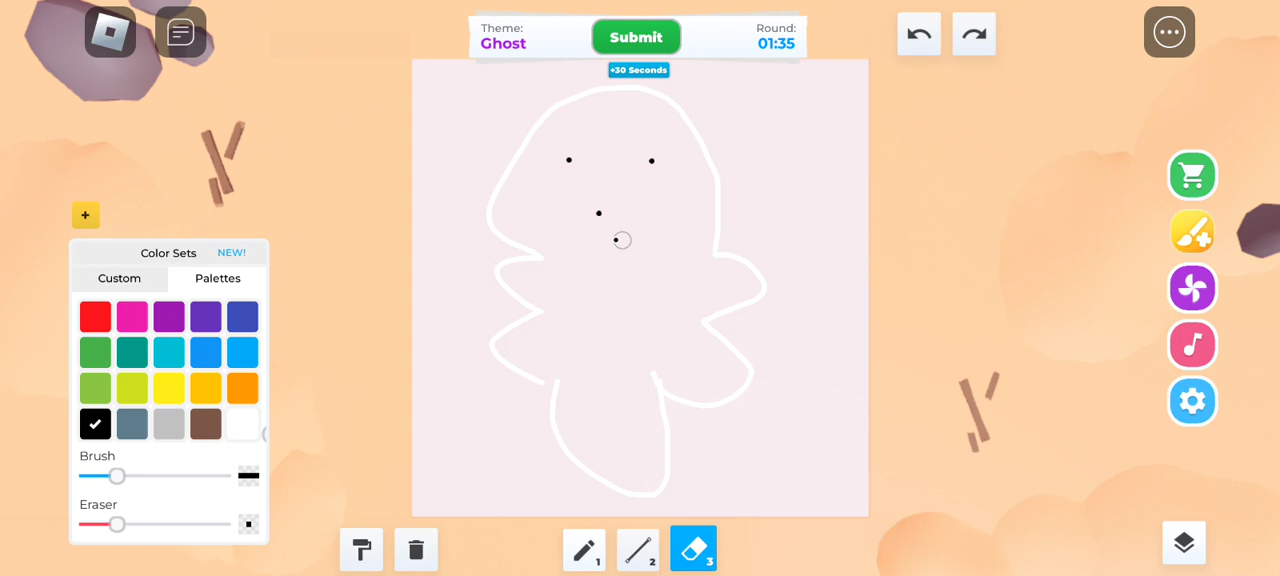 Theme:
Ghost
Submit
Round:
01:35
+30 Seconds
+
Color Sets NEW!
Custom Palettes
Brush
Eraser
1
2
3